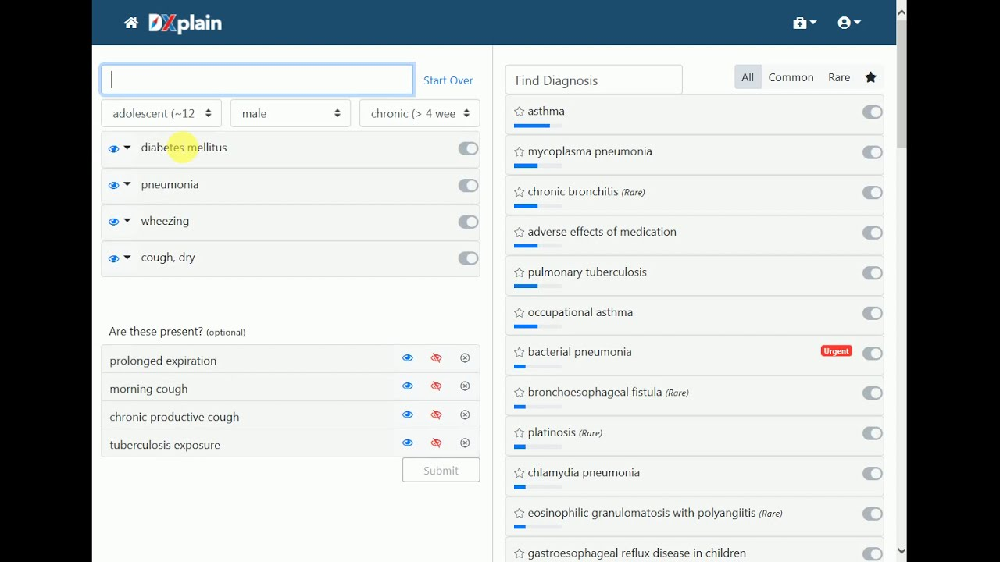 DXplain
Start Over
adolescent (~12
male
chronic (> 4 wee
diabetes mellitus
pneumonia
wheezing
cough, dry
Are these present? (optional)
prolonged expiration
morning cough
chronic productive cough
tuberculosis exposure
Submit
Find Diagnosis
All Common Rare
asthma
mycoplasma pneumonia
chronic bronchitis (Rare)
adverse effects of medication
pulmonary tuberculosis
occupational asthma
bacterial pneumonia Urgent
bronchoesophageal fistula (Rare)
platinosis (Rare)
chlamydia pneumonia
eosinophilic granulomatosis with polyangiitis (Rare)
gastroesophageal reflux disease in children